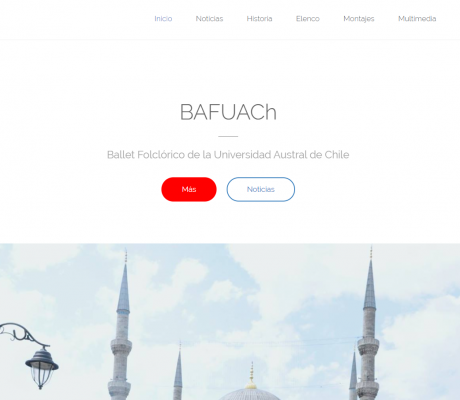 Inicio Noticias Historia Elenco Montajes Multimedia
BAFUACh
Ballet Folclórico de la Universidad Austral de Chile
Más Noticias